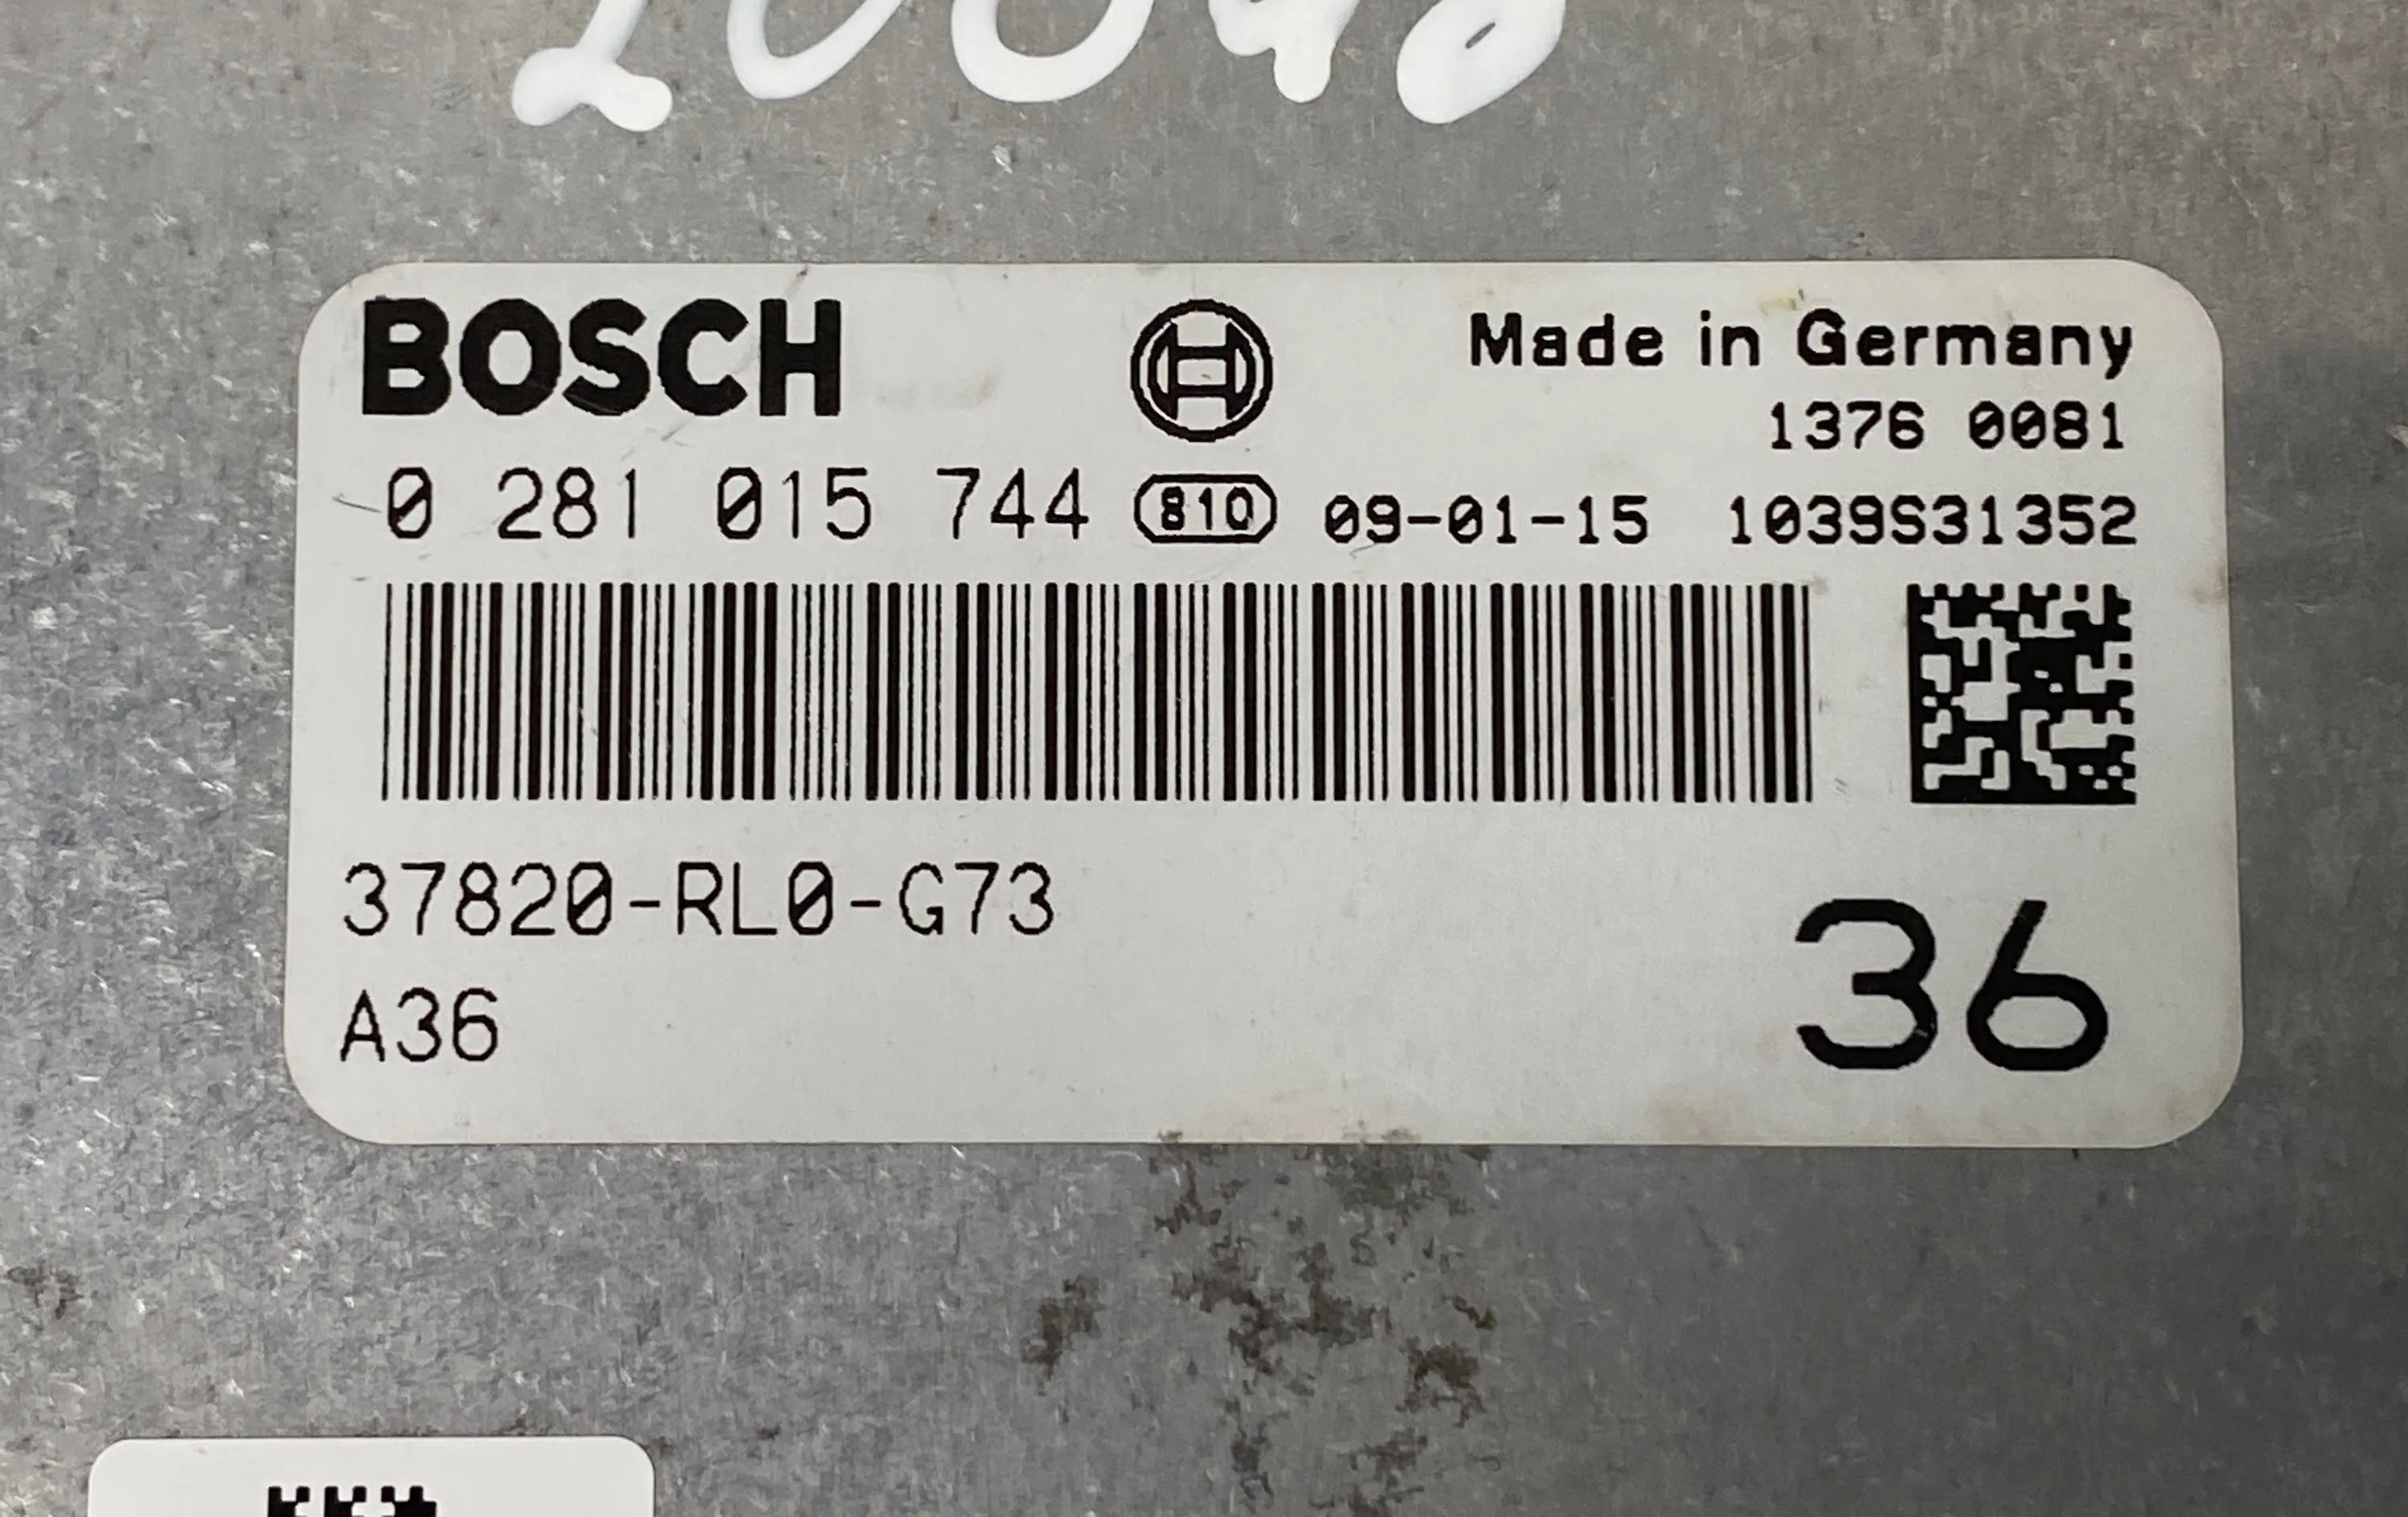 BOSCH
Made in Germany
1376 0081
0 281 015 744 810 09-01-15 1039S31352
37820-RL0-G73
A36
36